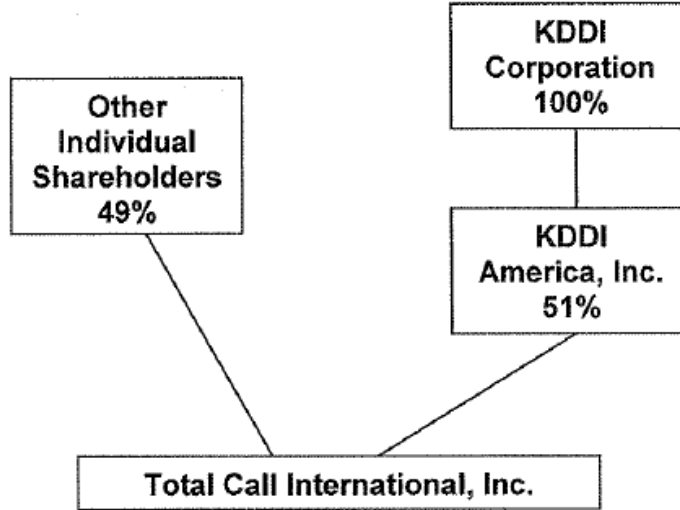 KDDI
Corporation
100%
Other
Individual
Shareholders
49%
KDDI
America, Inc.
51%
Total Call International, Inc.